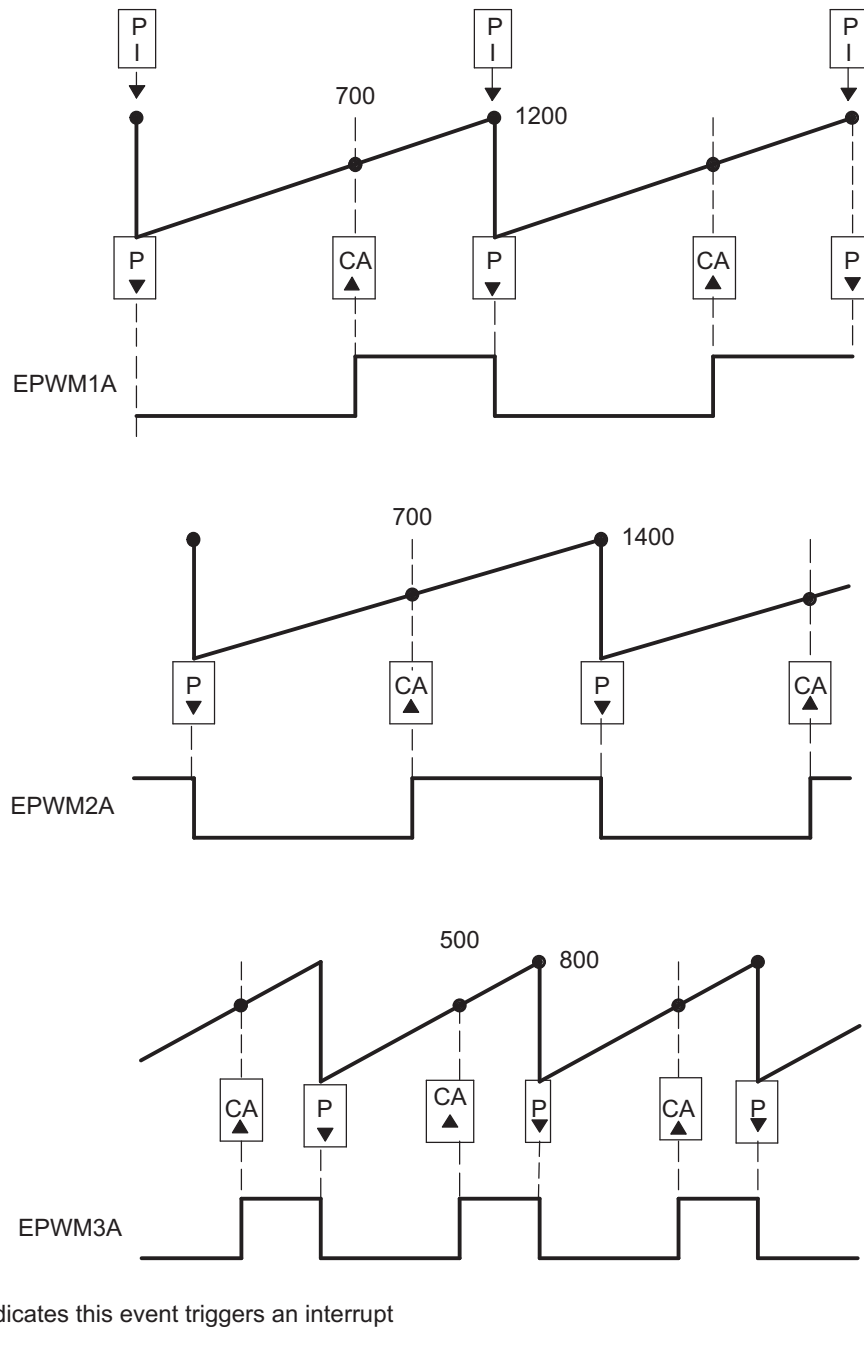 P
I
P
I
P
I
700
1200
P
CA
P
CA
P
EPWM1A
700
1400
P
CA
P
CA
EPWM2A
500
800
CA
P
CA
P
CA
P
EPWM3A
dicates this event triggers an interrupt